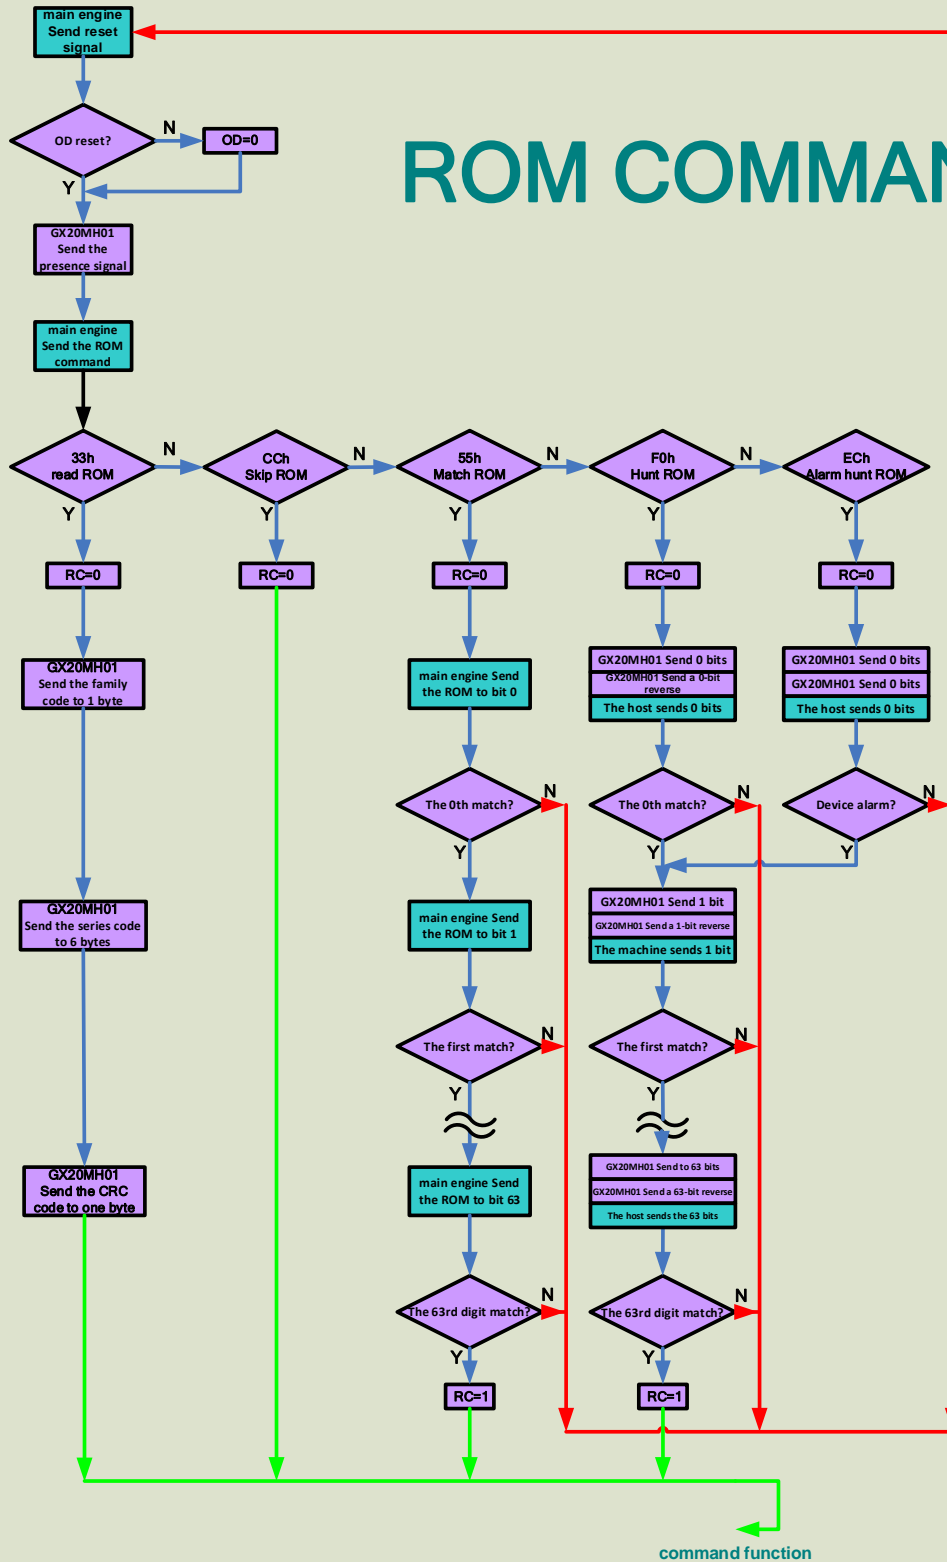 main engine
Send reset
signal
OD reset?
N
OD=0
Y
ROM COMMAN
GX20MH01
Send the
presence signal
main engine
Send the ROM
command
33h
read ROM
N
CCh
Skip ROM
N
55h
Match ROM
N
F0h
Hunt ROM
N
ECh
Alarm hunt ROM
Y
Y
Y
Y
Y
RC=0
RC=0
RC=0
RC=0
RC=0
GX20MH01
Send the family
code to 1 byte
main engine Send
the ROM to bit 0
GX20MH01 Send 0 bits
GX20MH01 Send a 0-bit
reverse
The host sends 0 bits
GX20MH01 Send 0 bits
GX20MH01 Send 0 bits
The host sends 0 bits
The 0th match?
N
The 0th match?
N
Device alarm?
N
Y
Y
Y
GX20MH01
Send the series code
to 6 bytes
main engine Send
the ROM to bit 1
GX20MH01 Send 1 bit
GX20MH01 Send a 1-bit reverse
The machine sends 1 bit
The first match?
N
The first match?
N
Y
Y
GX20MH01
Send the CRC
code to one byte
main engine Send
the ROM to bit 63
GX20MH01 Send to 63 bits
GX20MH01 Send a 63-bit reverse
The host sends the 63 bits
The 63rd digit match?
N
The 63rd digit match?
N
Y
Y
RC=1
RC=1
command function